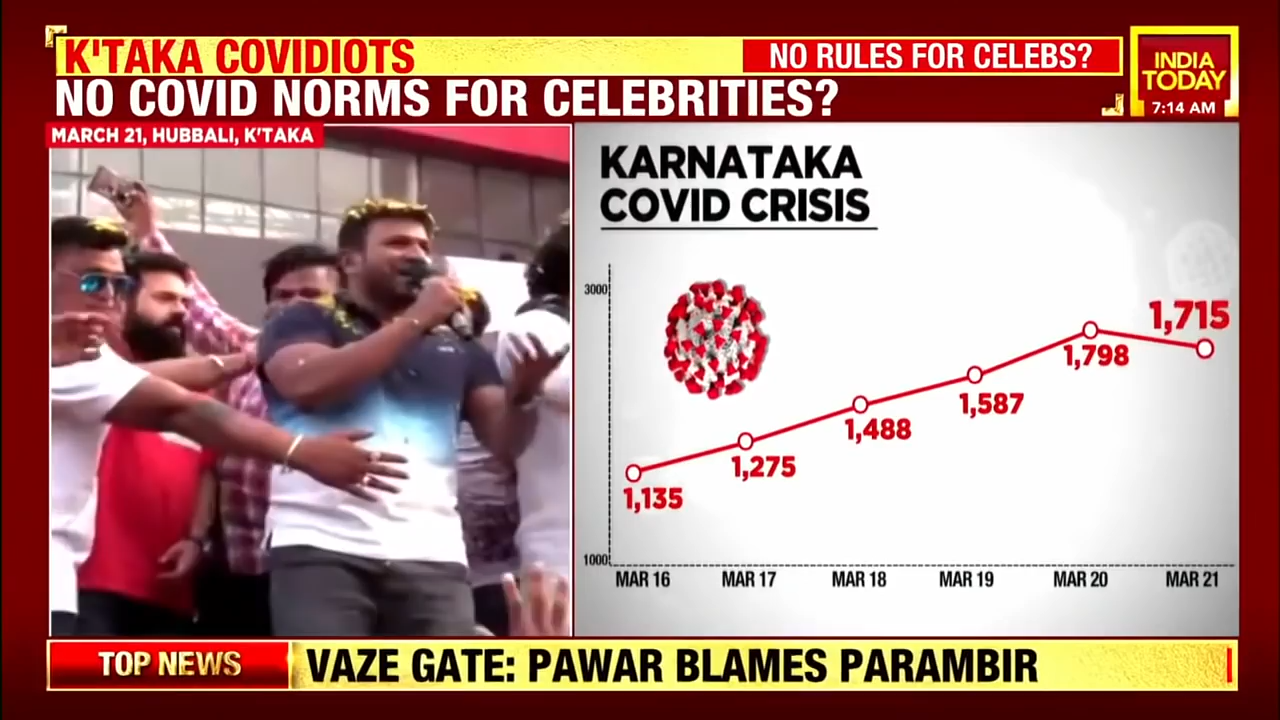 K'TAKA COVIDIOTS
NO RULES FOR CELEBS?
INDIA
TODAY
7:14 AM
NO COVID NORMS FOR CELEBRITIES?
MARCH 21, HUBBALI, K'TAKA
KARNATAKA
COVID CRISIS
3000
1,715
1,798
1,587
1,488
1,275
1,135
1000
MAR 16 MAR 17 MAR 18 MAR 19 MAR 20 MAR 21
TOP NEWS
VAZE GATE: PAWAR BLAMES PARAMBIR